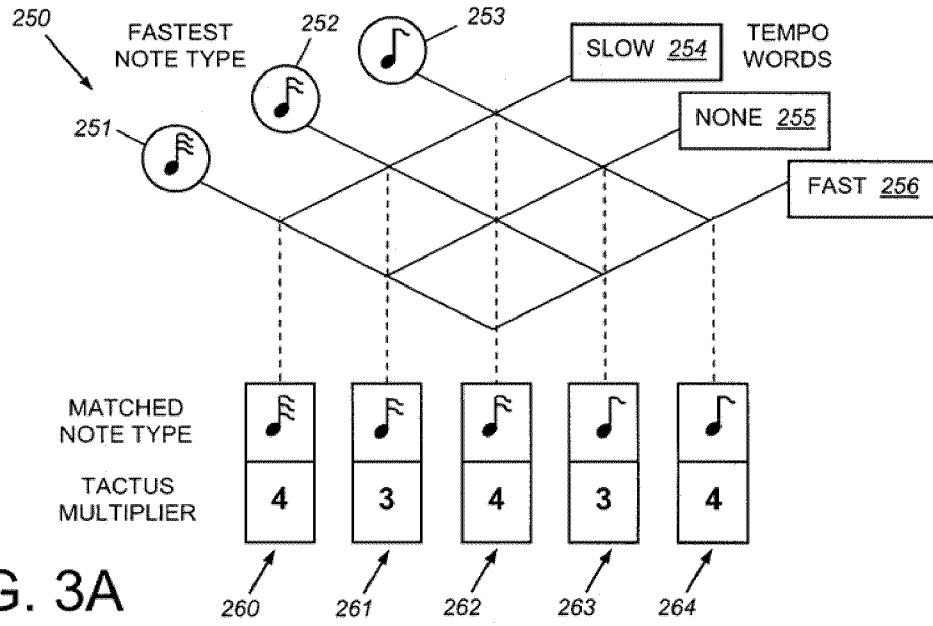 250
FASTEST
NOTE TYPE
252
253
SLOW 254
TEMPO
WORDS
251
NONE 255
FAST 256
MATCHED
NOTE TYPE
TACTUS
MULTIPLIER
4 3 4 3 4
G. 3A
260 261 262 263 264